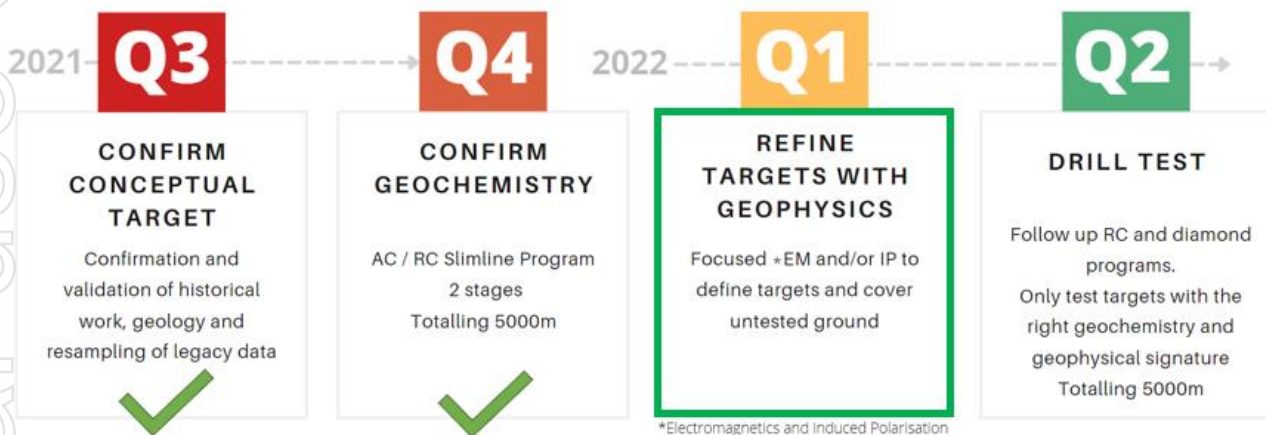 2021
Q3
Q4
2022
Q1
Q2
CONFIRM
CONCEPTUAL
TARGET
Confirmation and
validation of historical
work, geology and
resampling of legacy data
CONFIRM
GEOCHEMISTRY
AC / RC Slimline Program
2 stages
Totalling 5000m
REFINE
TARGETS WITH
GEOPHYSICS
Focused *EM and/or IP to
define targets and cover
untested ground
*Electromagnetics and Induced Polarisation
DRILL TEST
Follow up RC and diamond
programs.
Only test targets with the
right geochemistry and
geophysical signature
Totalling 5000m